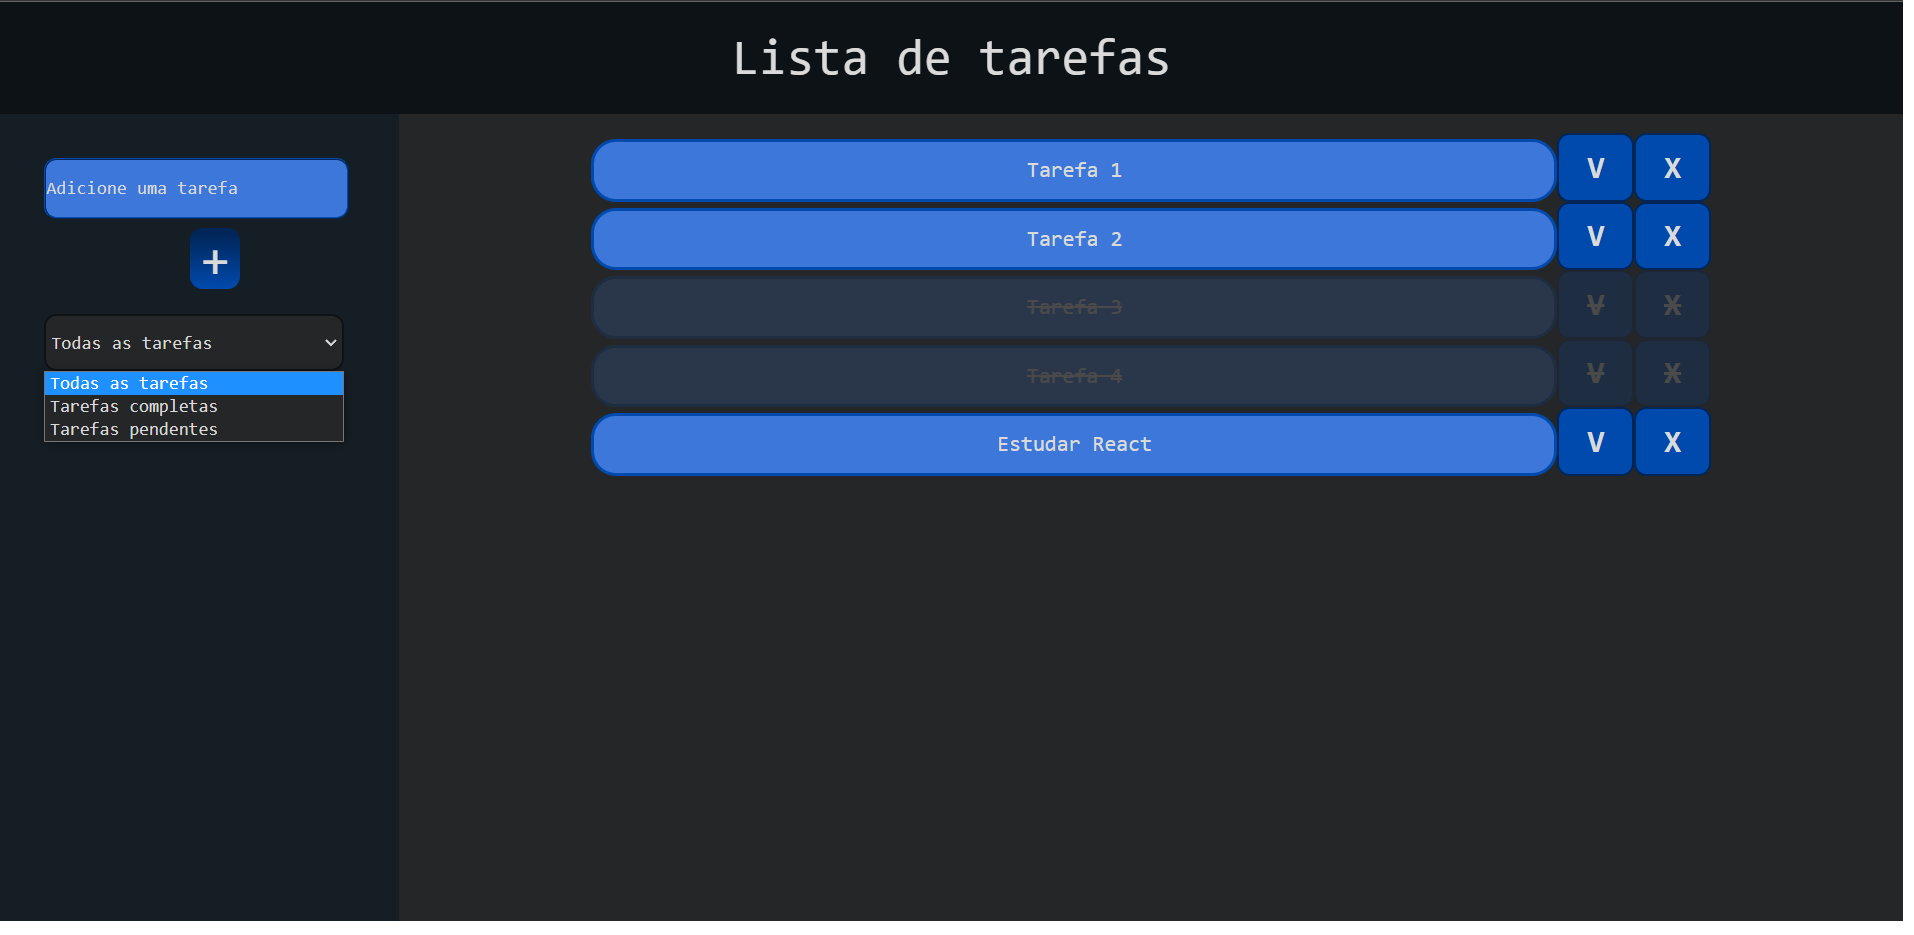 Lista de tarefas
Adicione uma tarefa
+
Todas as tarefas
Todas as tarefas
Tarefas completas
Tarefas pendentes
Tarefa 1 V X
Tarefa 2 V X
Tarefa 3 V X
Tarefa 4 V X
Estudar React V X